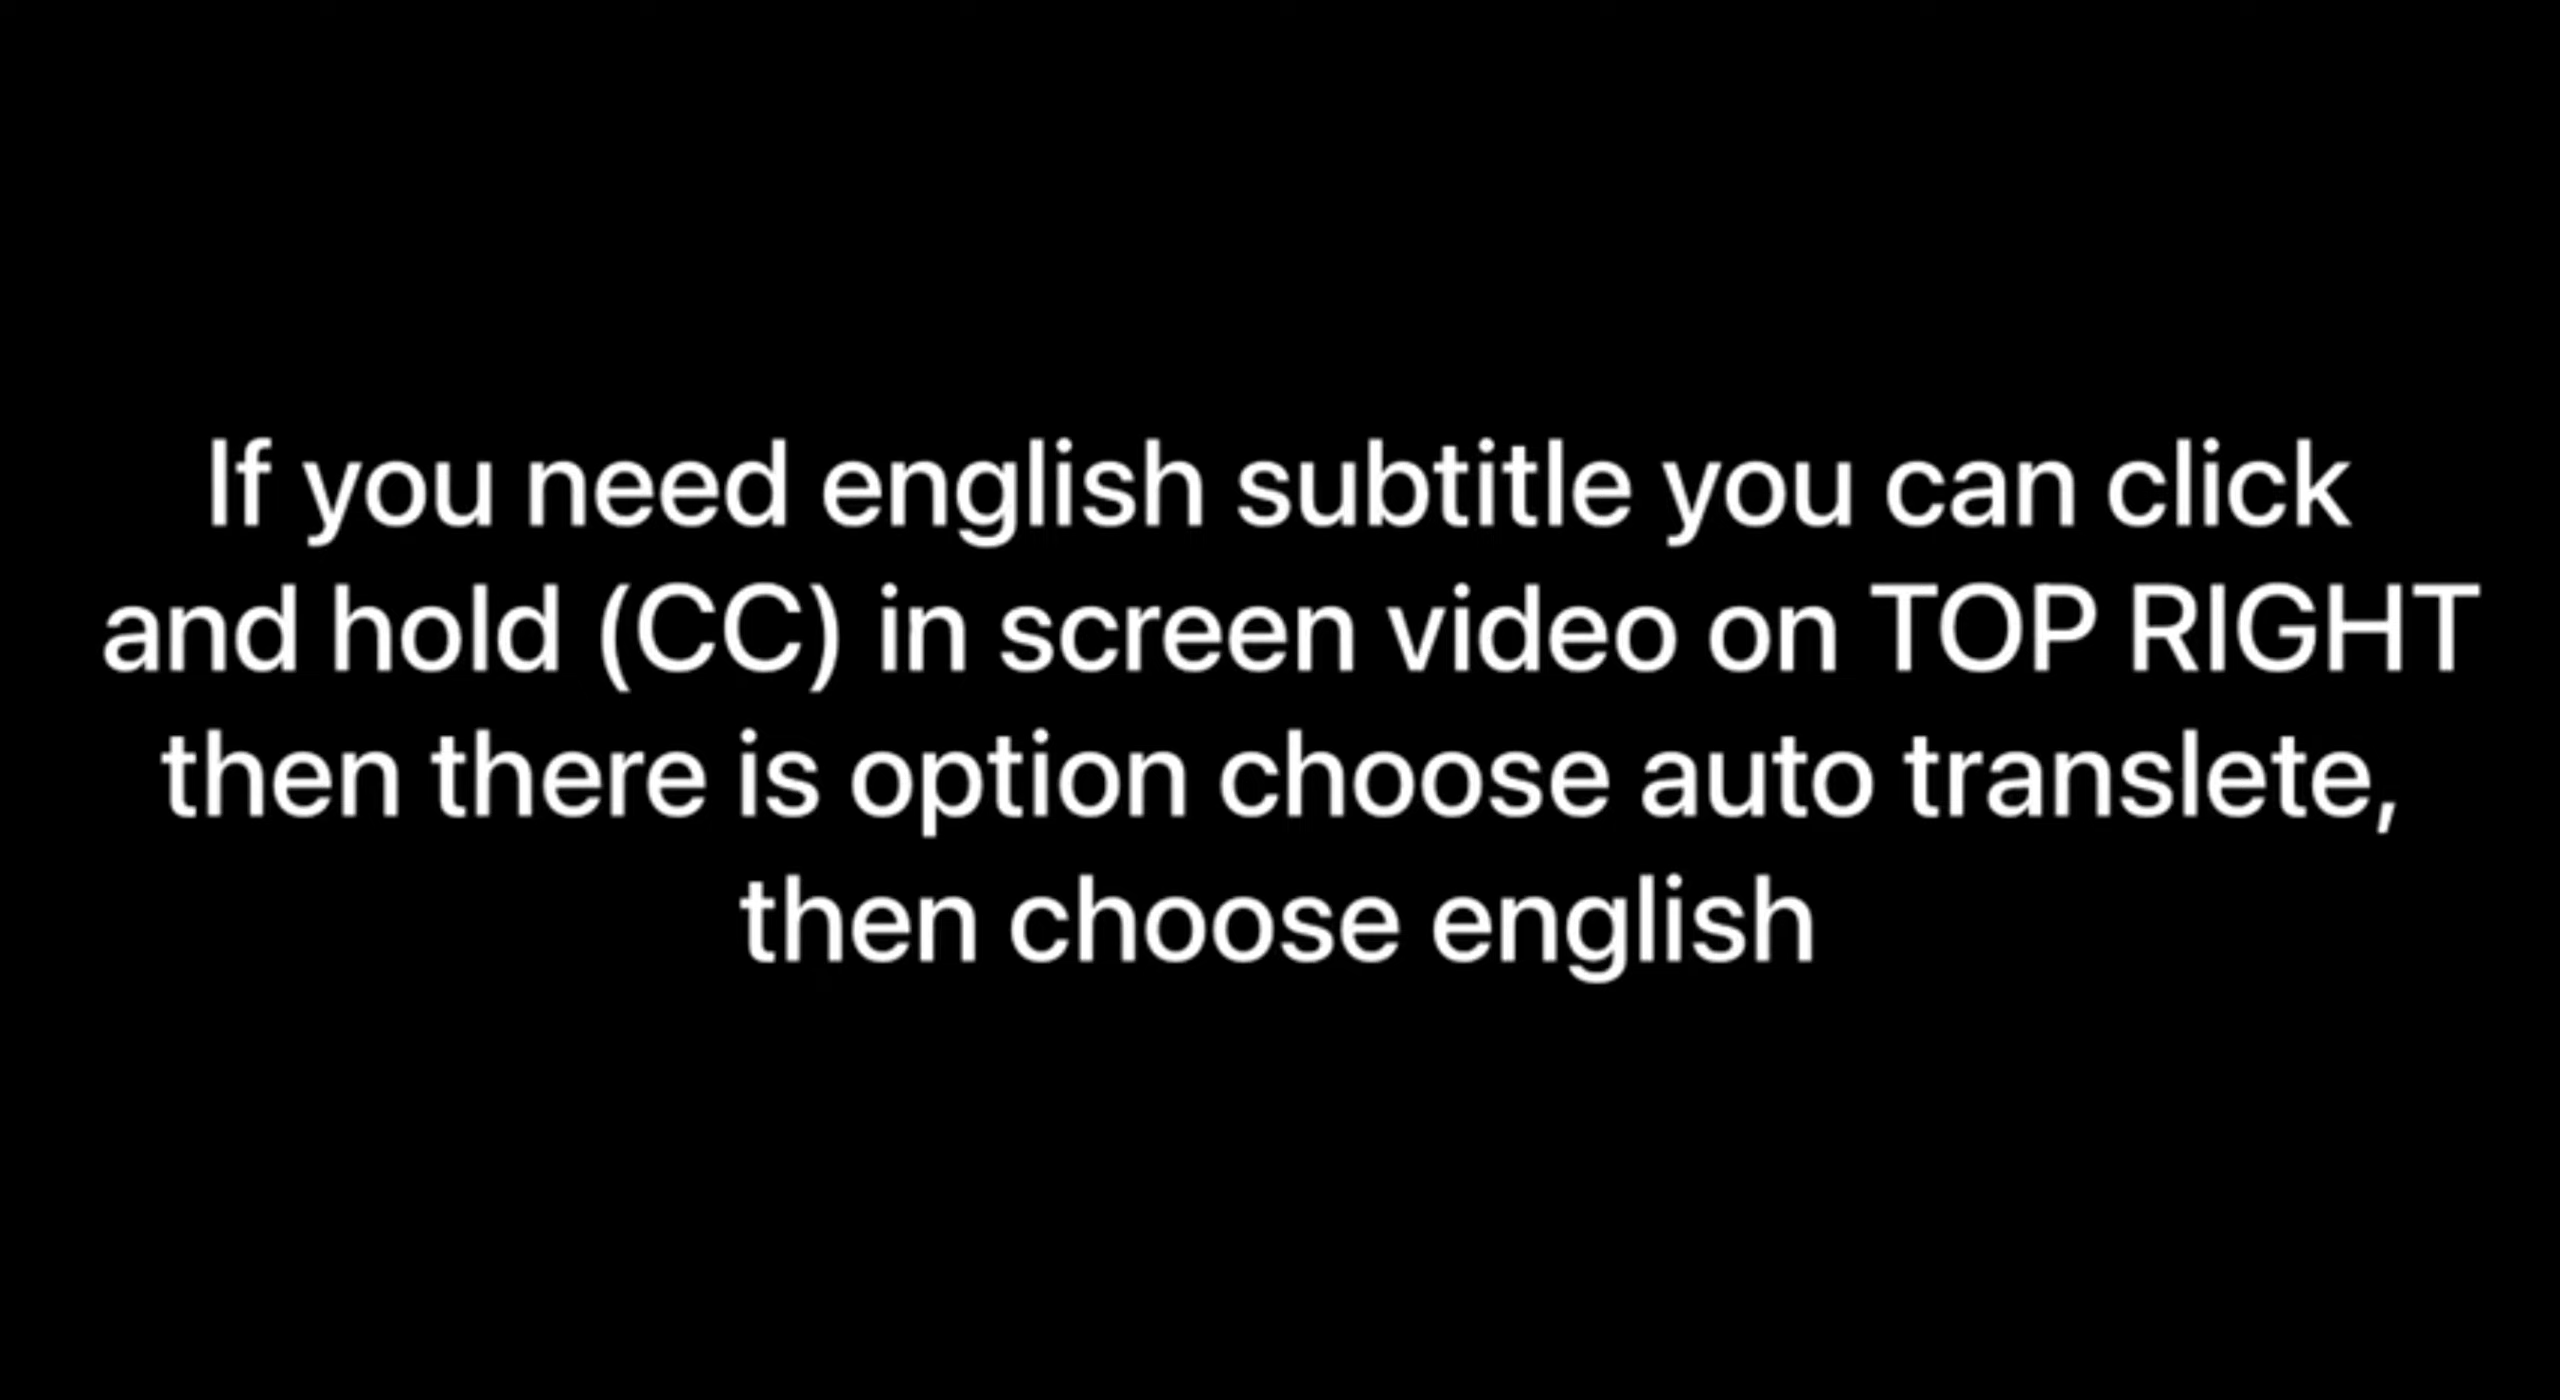 If you need english subtitle you can click
and hold (CC) in screen video on TOP RIGHT
then there is option choose auto translete,
then choose english